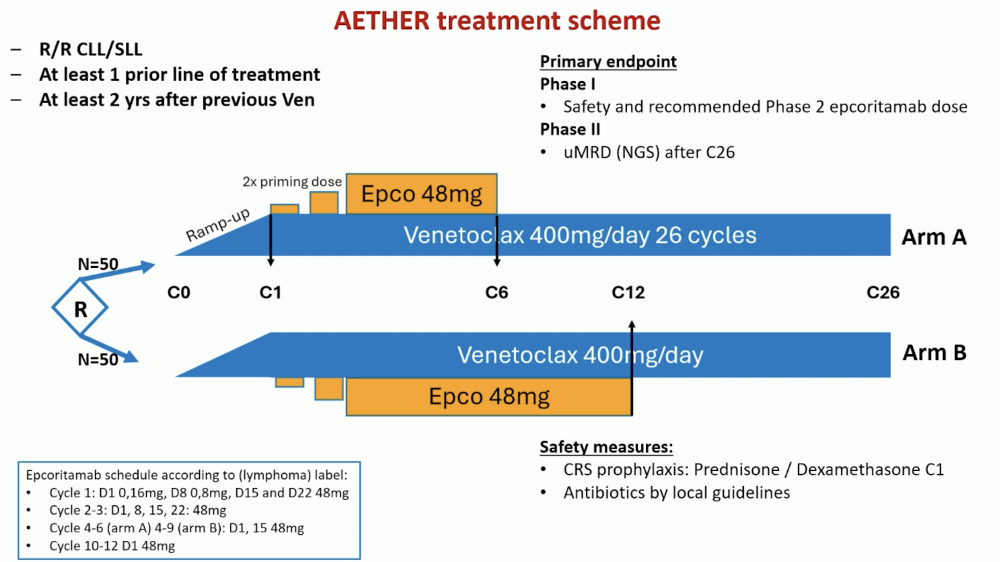 AETHER treatment scheme
– R/R CLL/SLL
– At least 1 prior line of treatment
– At least 2 yrs after previous Ven
Primary endpoint
Phase I
• Safety and recommended Phase 2 epcoritamab dose
Phase II
• uMRD (NGS) after C26
2x priming dose
Epco 48mg
Ramp-up
Venetoclax 400mg/day 26 cycles
Arm A
N=50
R
N=50
C0 C1 C6 C12 C26
Venetoclax 400mg/day
Arm B
Epco 48mg
Safety measures:
• CRS prophylaxis: Prednisone / Dexamethasone C1
• Antibiotics by local guidelines
Epcoritamab schedule according to (lymphoma) label:
• Cycle 1: D1 0,16mg, D8 0,8mg, D15 and D22 48mg
• Cycle 2-3: D1, 8, 15, 22: 48mg
• Cycle 4-6 (arm A) 4-9 (arm B): D1, 15 48mg
• Cycle 10-12 D1 48mg